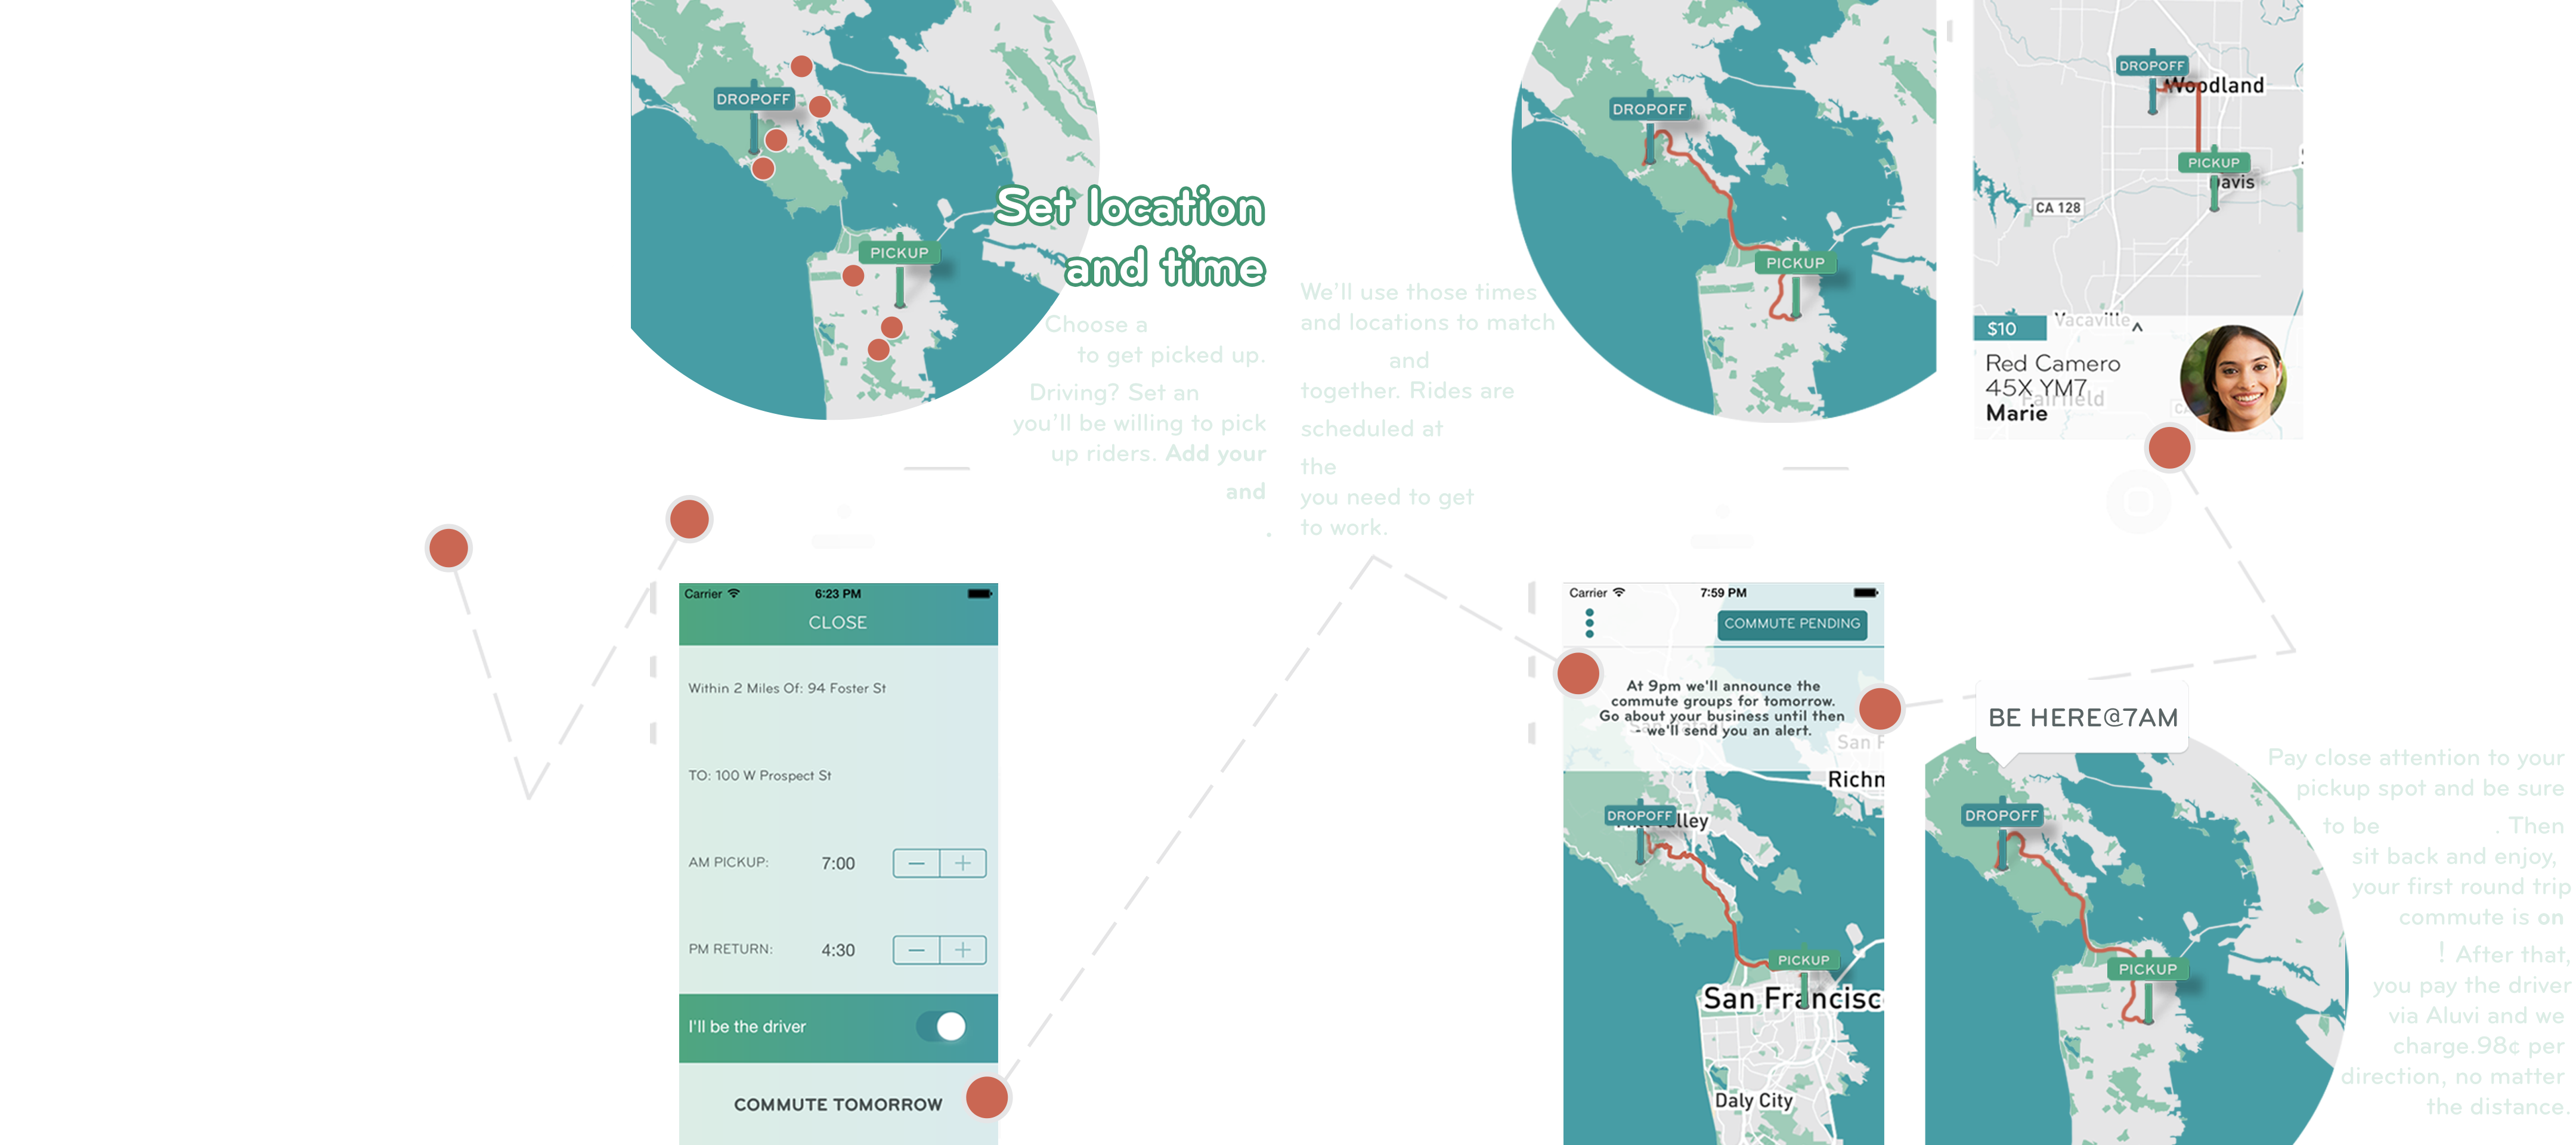 DROPOFF
PICKUP
Set location
and time
Choose a
to get picked up.
Driving? Set an
you'll be willing to pick
up riders. Add your
and
.
We'll use those times
and locations to match
and
together. Rides are
scheduled at
the
you need to get
to work.
DROPOFF
PICKUP
DROPOFF
Woodland
PICKUP
Davis
CA 128
Vacaville
$10
Red Camero
45X YM7
Fairfield
Marie
Carrier 6:23 PM
CLOSE
Within 2 Miles Of: 94 Foster St
TO: 100 W Prospect St
AM PICKUP: 7:00 − +
PM RETURN: 4:30 − +
I'll be the driver
COMMUTE TOMORROW
Carrier 7:59 PM
COMMUTE PENDING
At 9pm we'll announce the
commute groups for tomorrow.
Go about your business until then
- we'll send you an alert.
San F
Richn
DROPOFF
lley
PICKUP
San Francisc
Daly City
BE HERE@7AM
DROPOFF
PICKUP
Pay close attention to your
pickup spot and be sure
to be . Then
sit back and enjoy,
your first round trip
commute is on
! After that,
you pay the driver
via Aluvi and we
charge.98¢ per
direction, no matter
the distance.